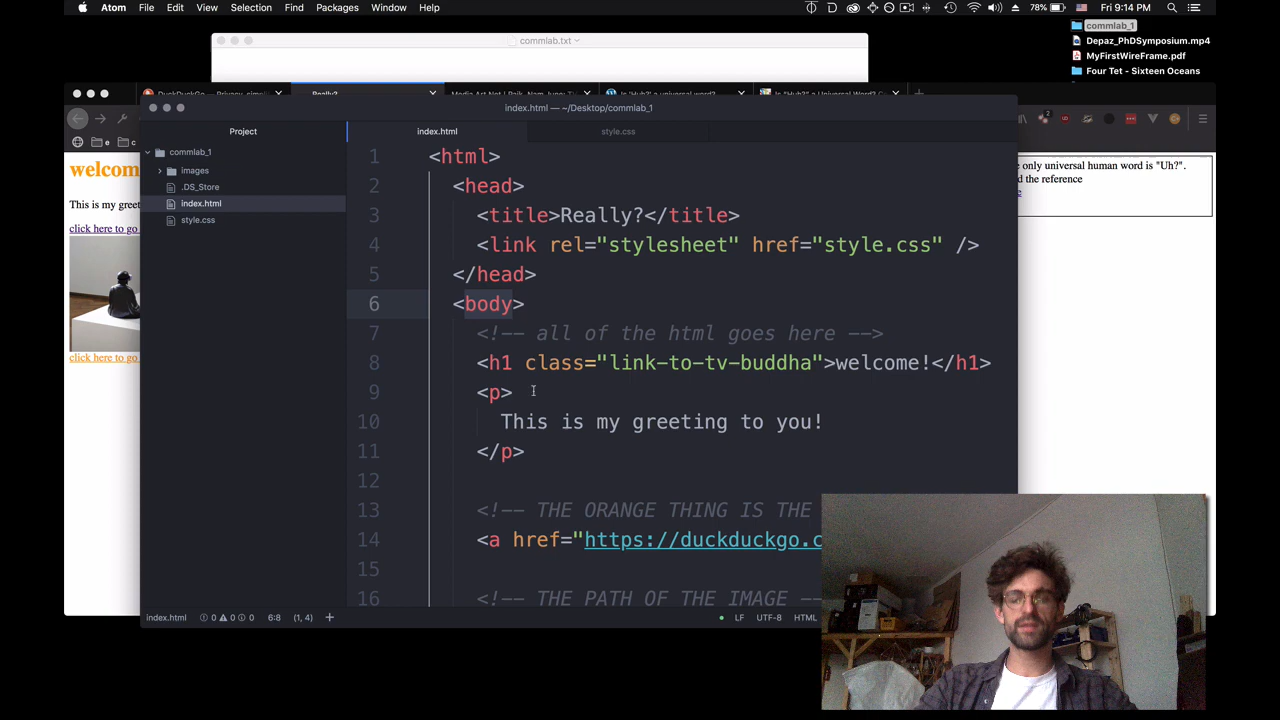 Atom File Edit View Selection Find Packages Window Help
78% Fri 9:14 PM
commlab_1
Depaz_PhDSymposium.mp4
MyFirstWireFrame.pdf
Four Tet - Sixteen Oceans
commlab.txt
DuckDuckGo — Privacy, simpli
Really?
index.html — ~/Desktop/commlab_1
Project
index.html
style.css
commlab_1
images
.DS_Store
index.html
style.css
welcom
This is my greet
click here to go
click here to go
e only universal human word is "Uh?".
d the reference
e
1 <html>
2 <head>
3 <title>Really?</title>
4 <link rel="stylesheet" href="style.css" />
5 </head>
6 <body>
7 <!-- all of the html goes here -->
8 <h1 class="link-to-tv-buddha">welcome!</h1>
9 <p>
10 This is my greeting to you!
11 </p>
12
13 <!-- THE ORANGE THING IS THE
14 <a href="https://duckduckgo.c
15
16 <!-- THE PATH OF THE IMAGE --
index.html 0 0 0 6:8 (1, 4) +
LF UTF-8 HTML